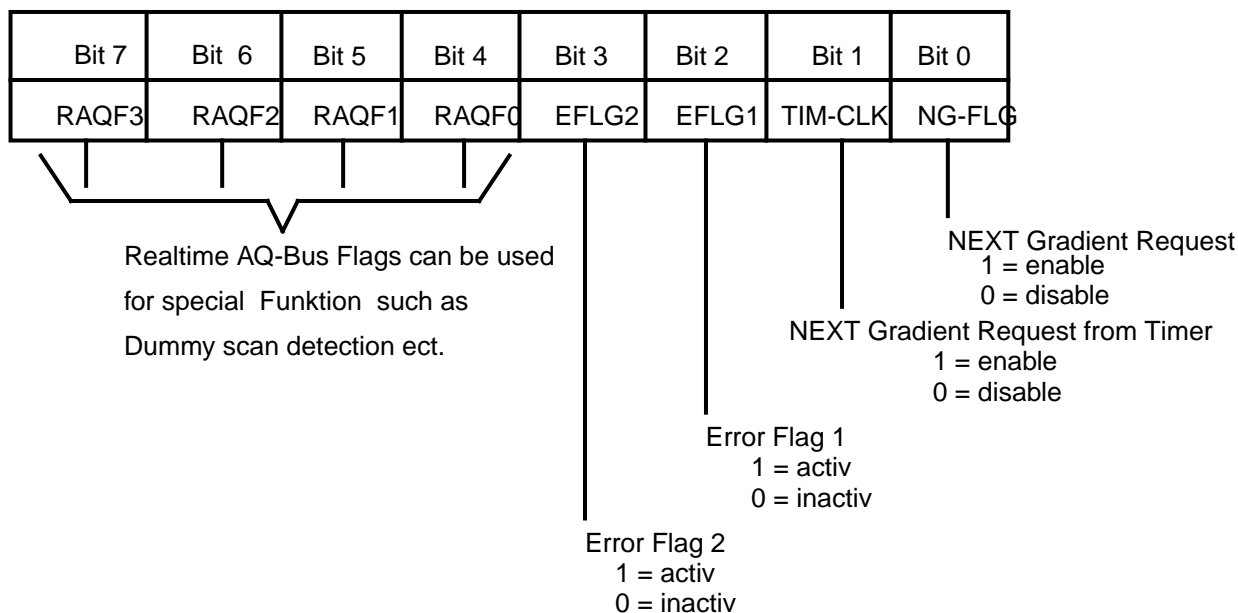 Bit 7 Bit 6 Bit 5 Bit 4 Bit 3 Bit 2 Bit 1 Bit 0
RAQF3 RAQF2 RAQF1 RAQF0 EFLG2 EFLG1 TIM-CLK NG-FLG
Realtime AQ-Bus Flags can be used
for special Funktion such as
Dummy scan detection ect.
NEXT Gradient Request
1 = enable
0 = disable
NEXT Gradient Request from Timer
1 = enable
0 = disable
Error Flag 1
1 = activ
0 = inactiv
Error Flag 2
1 = activ
0 = inactiv